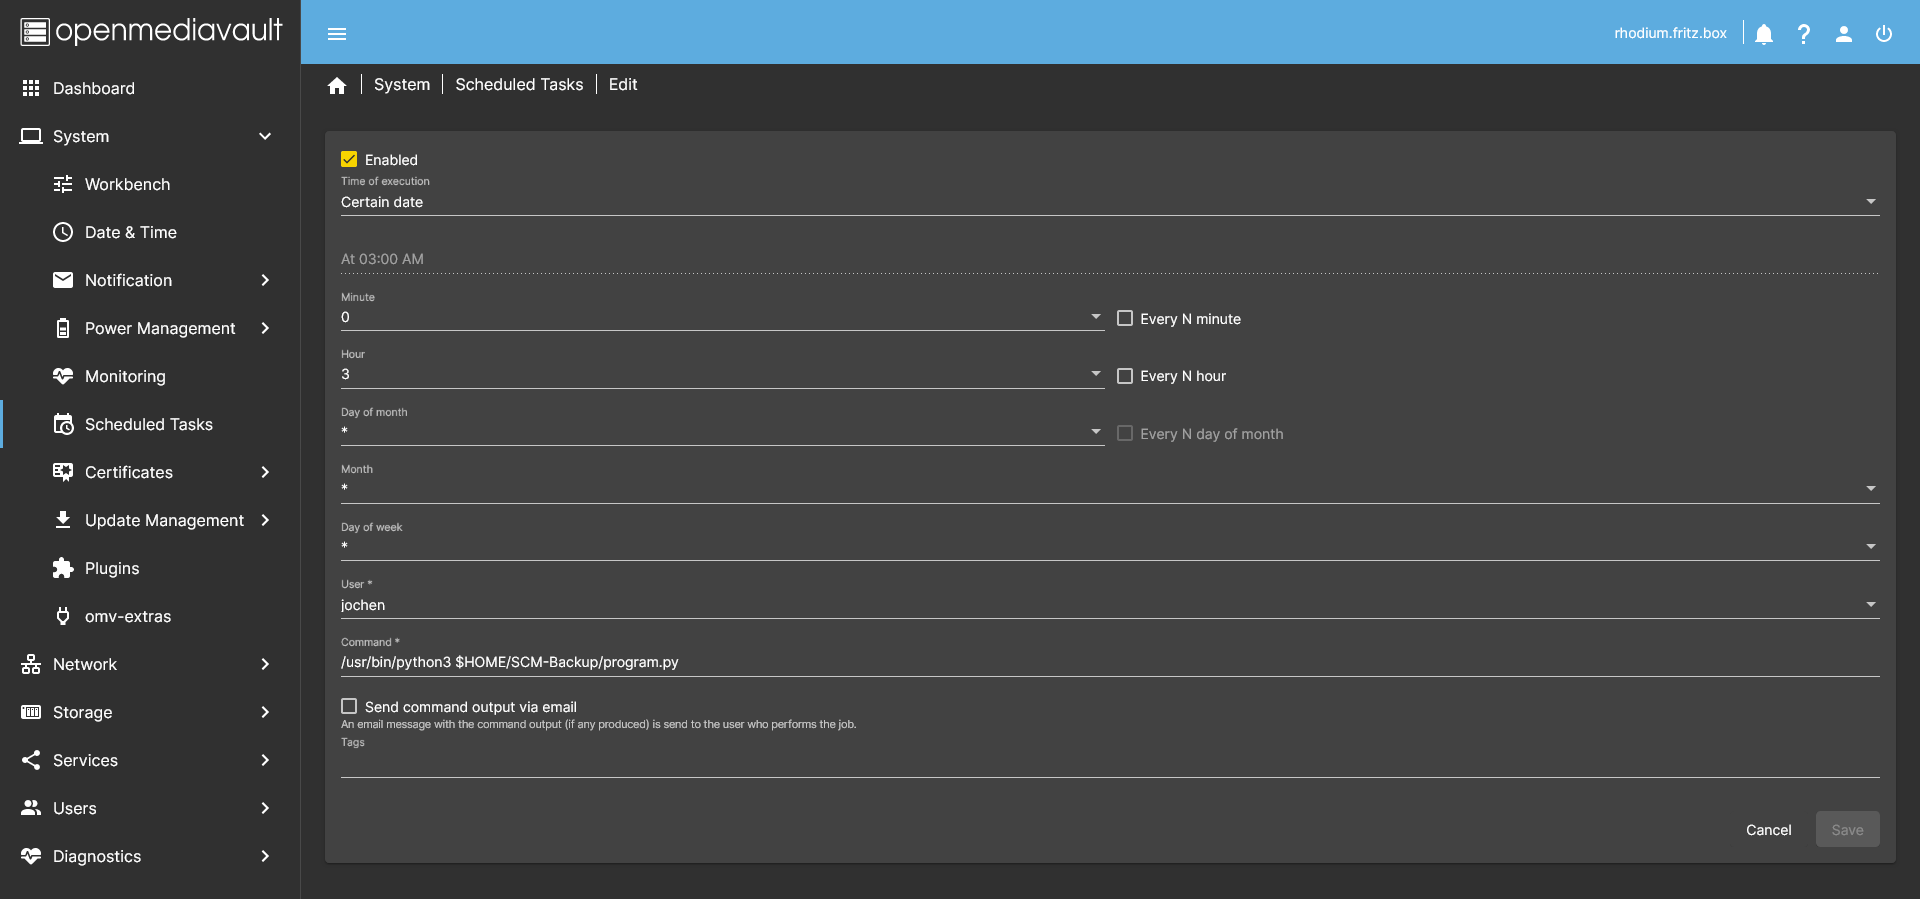 openmediavault
rhodium.fritz.box
Dashboard
System
Workbench
Date & Time
Notification
Power Management
Monitoring
Scheduled Tasks
Certificates
Update Management
Plugins
omv-extras
Network
Storage
Services
Users
Diagnostics
System | Scheduled Tasks | Edit
Enabled
Time of execution
Certain date
At 03:00 AM
Minute
0
Every N minute
Hour
3
Every N hour
Day of month
*
Every N day of month
Month
*
Day of week
*
User *
jochen
Command *
/usr/bin/python3 $HOME/SCM-Backup/program.py
Send command output via email
An email message with the command output (if any produced) is send to the user who performs the job.
Tags
Cancel
Save